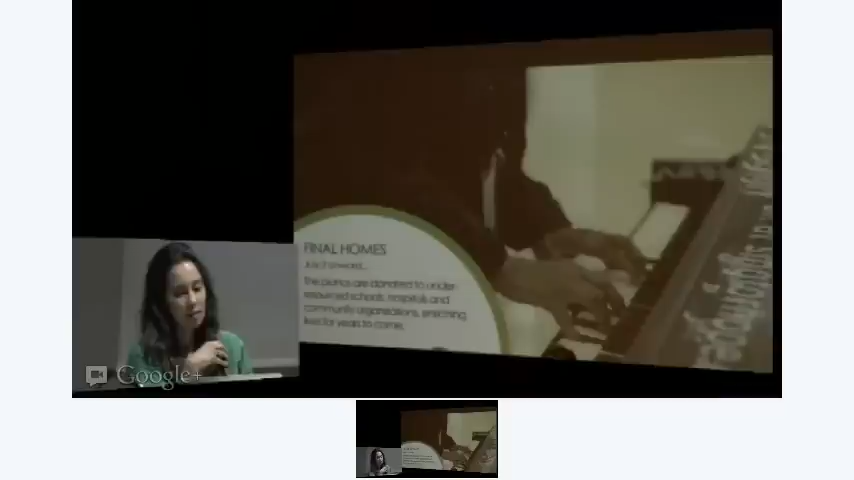 FINAL HOMES
The pianos are donated to under-
resourced schools, hospitals and
community organisations, enriching
lives for years to come.
Google+